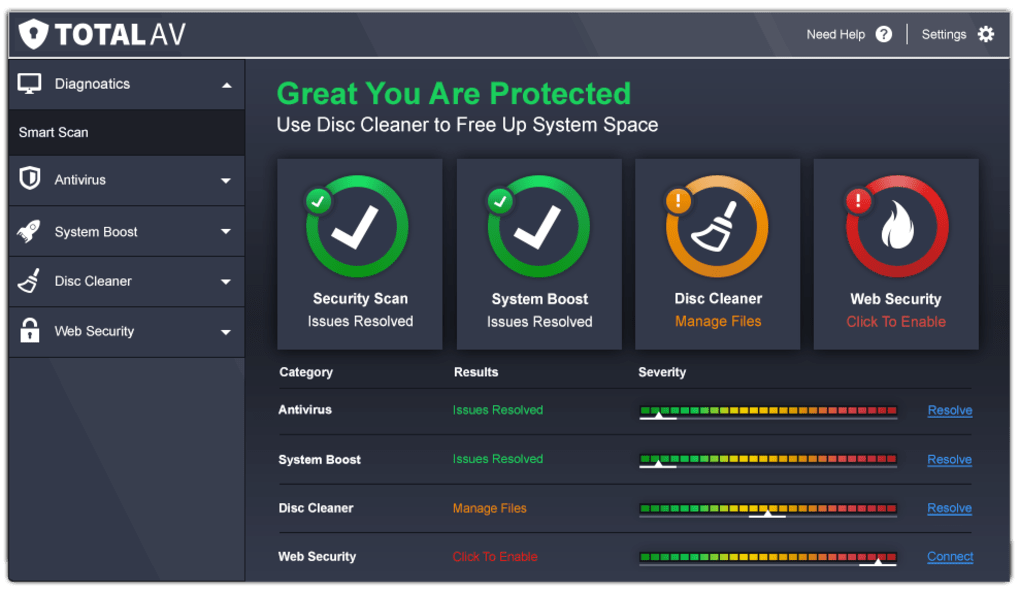 TOTAL AV
Need Help ?
Settings
Diagnoatics
Smart Scan
Antivirus
System Boost
Disc Cleaner
Web Security
Great You Are Protected
Use Disc Cleaner to Free Up System Space
Security Scan
Issues Resolved
System Boost
Issues Resolved
! Disc Cleaner
Manage Files
! Web Security
Click To Enable
Category Results Severity
Antivirus Issues Resolved Resolve
System Boost Issues Resolved Resolve
Disc Cleaner Manage Files Resolve
Web Security Click To Enable Connect